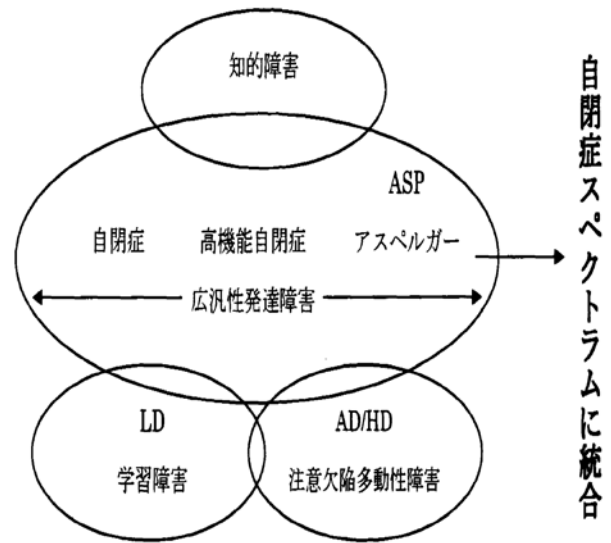 知的障害
ASP
自閉症 高機能自閉症 アスペルガー
広汎性発達障害
LD
学習障害
AD/HD
注意欠陥多動性障害
自閉症スペクトラムに統合